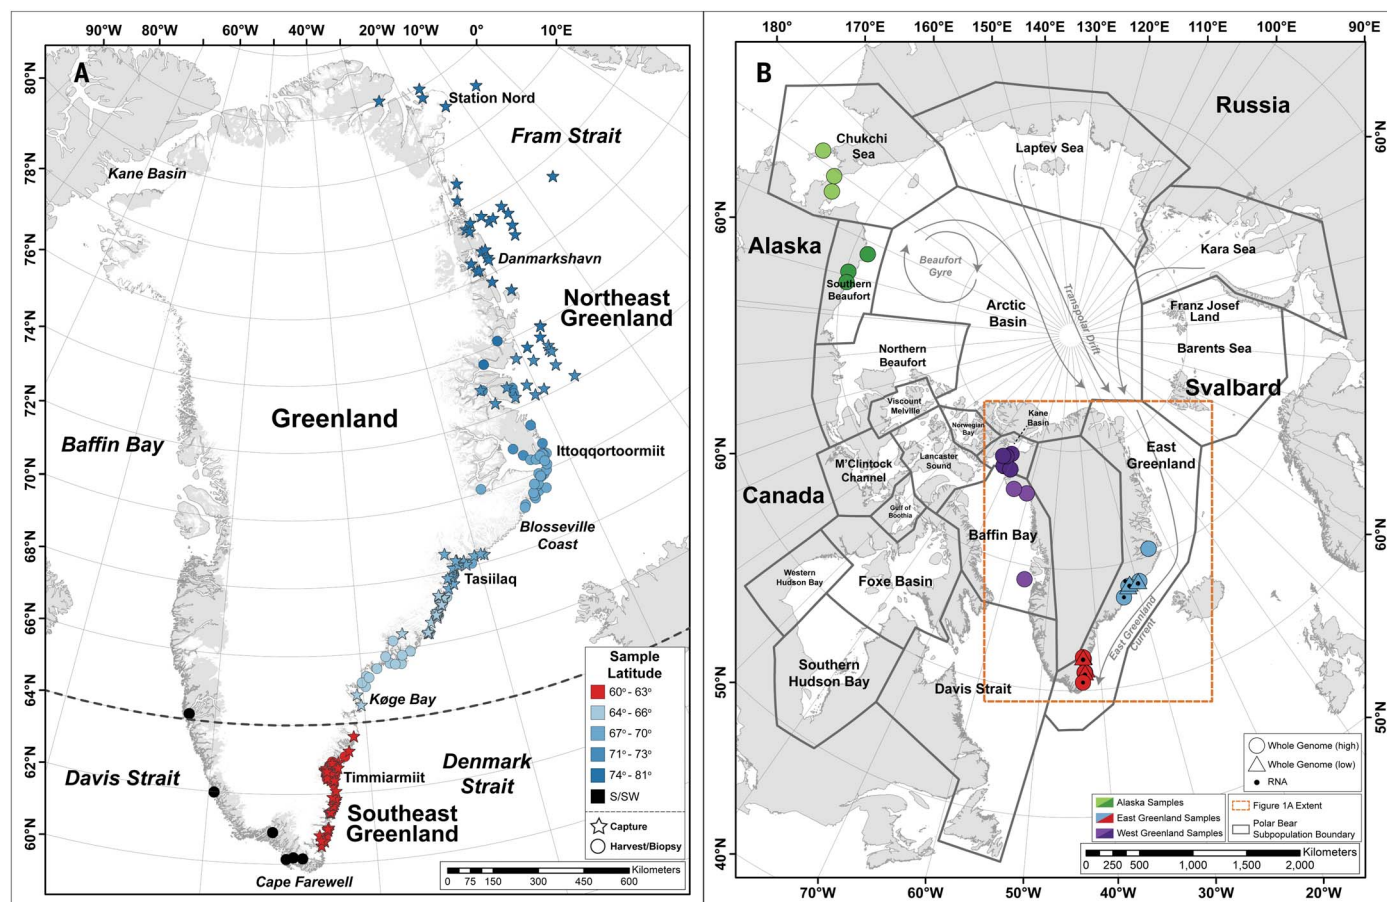 90°W
80°W
70°W
60°W
40°W
20°W
10°W
0°
10°E
A
80°N
78°N
76°N
74°N
72°N
70°N
68°N
66°N
64°N
62°N
60°N
Station Nord
Fram Strait
Kane Basin
Danmarkshavn
Northeast
Greenland
Greenland
Baffin Bay
Ittoqqortoormiit
Blosseville
Coast
Tasiilaq
Køge Bay
Davis Strait
Denmark
Strait
Timmiarmiit
Southeast
Greenland
Cape Farewell
Sample
Latitude
60° - 63°
64° - 66°
67° - 70°
71° - 73°
74° - 81°
S/SW
Capture
Harvest/Biopsy
Kilometers
0 75 150 300 450 600
180°
170°W
160°W
150°W
140°W
130°W
120°W
110°W
100°W
90°E
B
Russia
Chukchi
Sea
Laptev Sea
60°N
60°N
Alaska
Kara Sea
Beaufort
Gyre
Southern
Beaufort
Transpolar Drift
Arctic
Basin
Franz Josef
Land
Barents Sea
Northern
Beaufort
Svalbard
Viscount
Melville
Norwegian
Bay
Kane
Basin
East
Greenland
60°N
M'Clintock
Channel
Lancaster
Sound
Canada
Gulf of
Boothia
Baffin Bay
60°N
Western
Hudson Bay
Foxe Basin
East Greenland
Current
Southern
Hudson Bay
Davis Strait
50°N
50°N
Whole Genome (high)
Whole Genome (low)
RNA
Alaska Samples
East Greenland Samples
West Greenland Samples
Figure 1A Extent
Polar Bear
Subpopulation Boundary
Kilometers
0 250 500 1,000 1,500 2,000
40°N
40°N
70°W
60°W
50°W
40°W
30°W
20°W